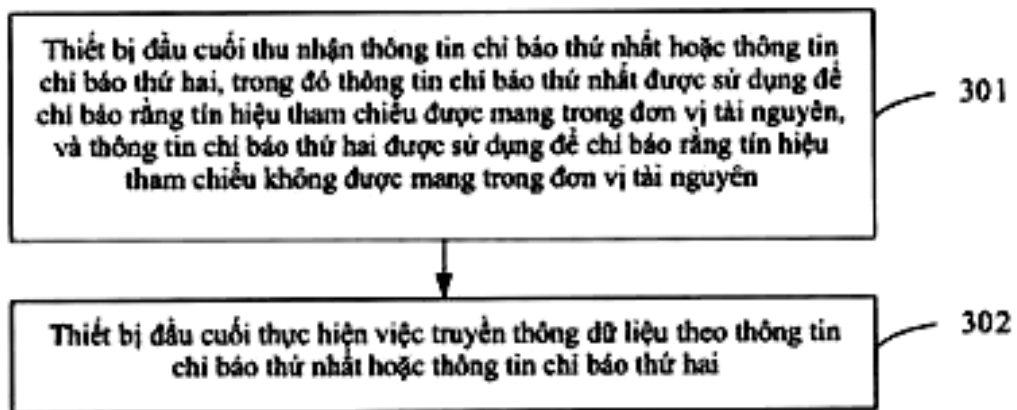 Thiết bị đầu cuối thu nhận thông tin chỉ báo thứ nhất hoặc thông tin
chỉ báo thứ hai, trong đó thông tin chỉ báo thứ nhất được sử dụng để
chỉ báo rằng tín hiệu tham chiếu được mang trong đơn vị tài nguyên,
và thông tin chỉ báo thứ hai được sử dụng để chỉ báo rằng tín hiệu
tham chiếu không được mang trong đơn vị tài nguyên
301
Thiết bị đầu cuối thực hiện việc truyền thông dữ liệu theo thông tin
chỉ báo thứ nhất hoặc thông tin chỉ báo thứ hai
302